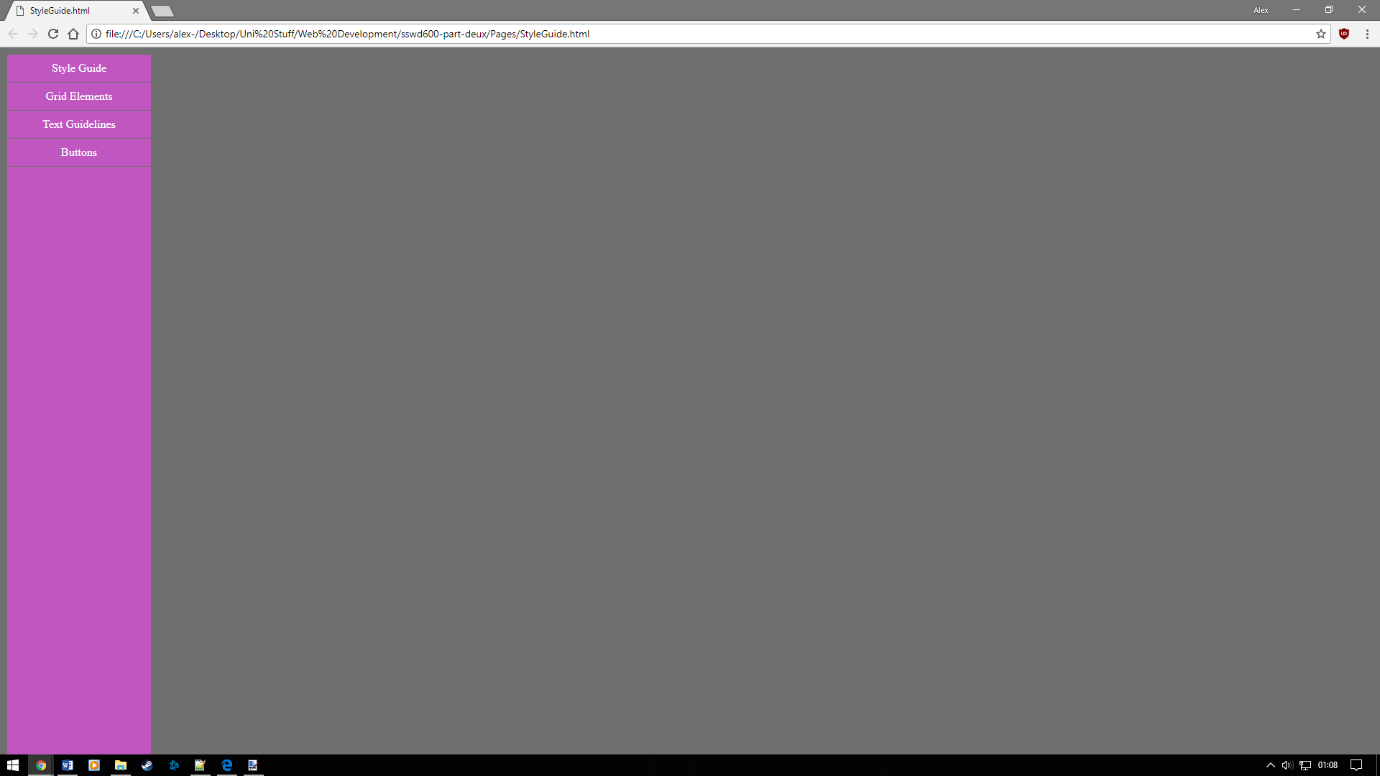 StyleGuide.html
Alex
file:///C:/Users/alex-/Desktop/Uni%20Stuff/Web%20Development/sswd600-part-deux/Pages/StyleGuide.html
Style Guide
Grid Elements
Text Guidelines
Buttons
01:08